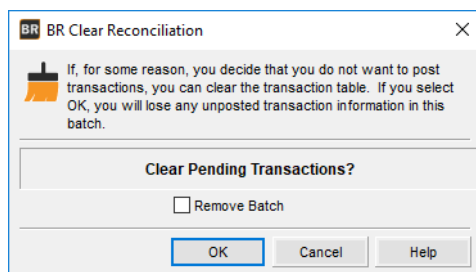 BR BR Clear Reconciliation
If, for some reason, you decide that you do not want to post
transactions, you can clear the transaction table. If you select
OK, you will lose any unposted transaction information in this
batch.
Clear Pending Transactions?
Remove Batch
OK Cancel Help